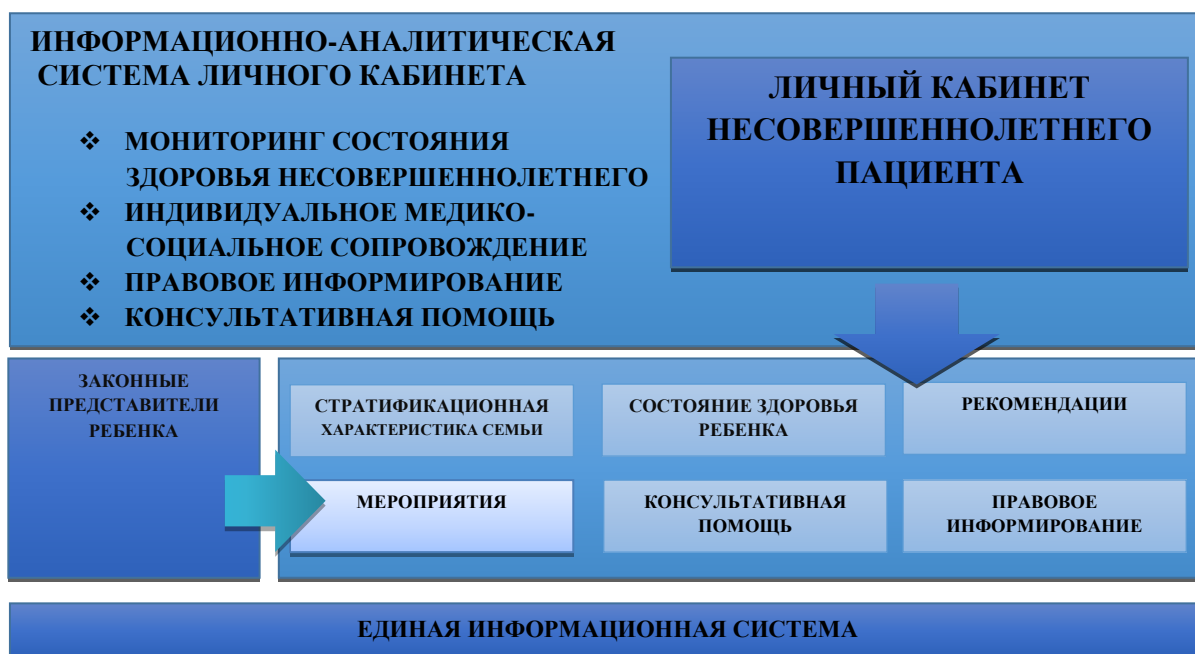 ИНФОРМАЦИОННО-АНАЛИТИЧЕСКАЯ
СИСТЕМА ЛИЧНОГО КАБИНЕТА
❖ МОНИТОРИНГ СОСТОЯНИЯ
ЗДОРОВЬЯ НЕСОВЕРШЕННОЛЕТНЕГО
❖ ИНДИВИДУАЛЬНОЕ МЕДИКО-
СОЦИАЛЬНОЕ СОПРОВОЖДЕНИЕ
❖ ПРАВОВОЕ ИНФОРМИРОВАНИЕ
❖ КОНСУЛЬТАТИВНАЯ ПОМОЩЬ
ЛИЧНЫЙ КАБИНЕТ
НЕСОВЕРШЕННОЛЕТНЕГО
ПАЦИЕНТА
ЗАКОННЫЕ
ПРЕДСТАВИТЕЛИ
РЕБЕНКА
СТРАТИФИКАЦИОННАЯ
ХАРАКТЕРИСТИКА СЕМЬИ
СОСТОЯНИЕ ЗДОРОВЬЯ
РЕБЕНКА
РЕКОМЕНДАЦИИ
МЕРОПРИЯТИЯ
КОНСУЛЬТАТИВНАЯ
ПОМОЩЬ
ПРАВОВОЕ
ИНФОРМИРОВАНИЕ
ЕДИНАЯ ИНФОРМАЦИОННАЯ СИСТЕМА